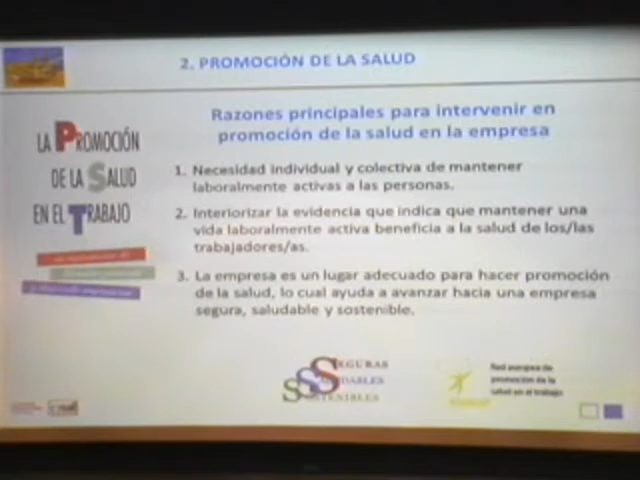 2. PROMOCIÓN DE LA SALUD
LA PROMOCIÓN
DE LA SALUD
EN EL TRABAJO
Razones principales para intervenir en
promoción de la salud en la empresa
1. Necesidad individual y colectiva de mantener
laboralmente activas a las personas.
2. Interiorizar la evidencia que indica que mantener una
vida laboralmente activa beneficia a la salud de los/las
trabajadores/as.
3. La empresa es un lugar adecuado para hacer promoción
de la salud, lo cual ayuda a avanzar hacia una empresa
segura, saludable y sostenible.
SEGURAS
SALUDABLES
SOSTENIBLES
Red europea de
promoción de la
salud en el trabajo